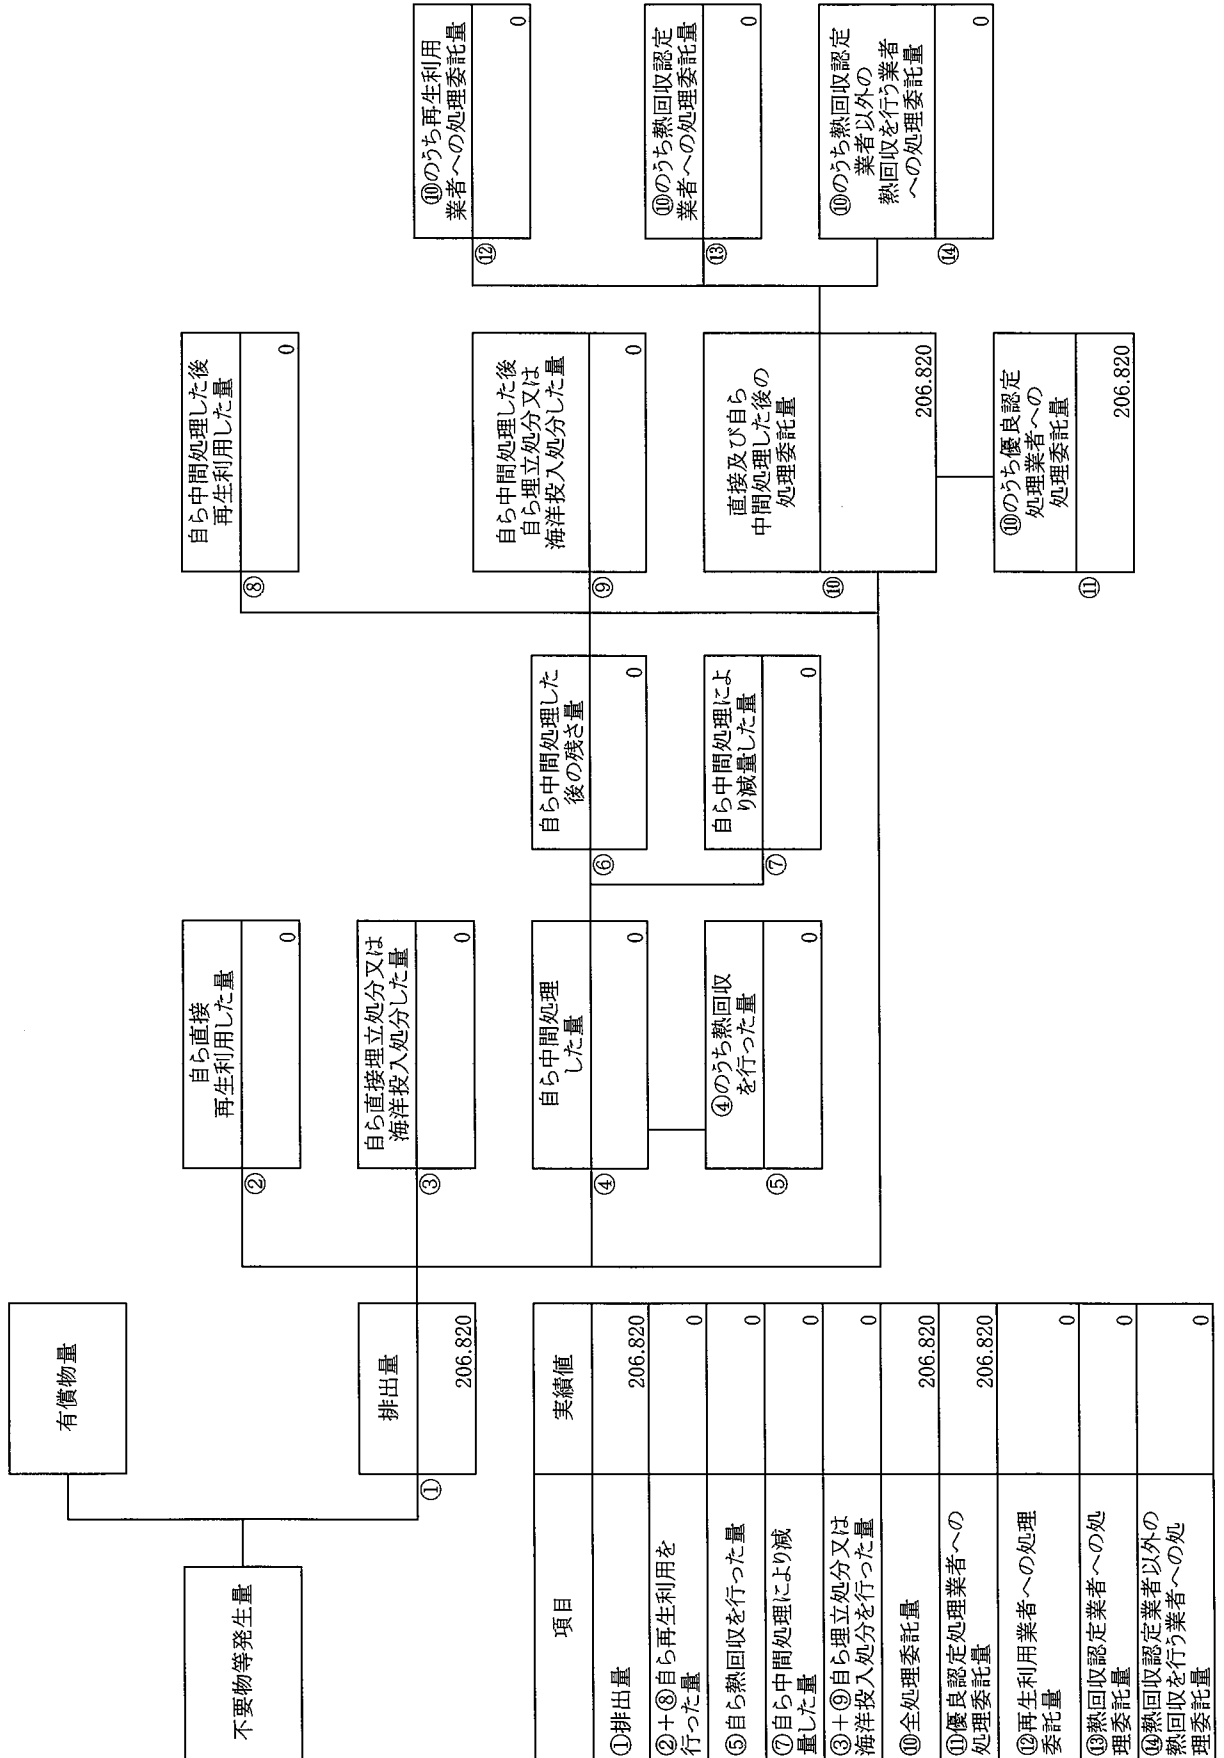 不要物等発生量
有償物量
排出量
①
206.820
自ら直接
再生利用した量
②
0
自ら直接埋立処分又は
海洋投入処分した量
③
0
自ら中間処理
した量
④
0
④のうち熱回収
を行った量
⑤
0
自ら中間処理した
後の残さ量
⑥
0
自ら中間処理によ
り減量した量
⑦
0
自ら中間処理した後
再生利用した量
⑧
0
自ら中間処理した後
自ら埋立処分又は
海洋投入処分した量
⑨
0
直接及び自ら
中間処理した後の
処理委託量
⑩
206.820
⑩のうち優良認定
処理業者への
処理委託量
⑪
206.820
⑩のうち再生利用
業者への処理委託量
⑫
0
⑩のうち熱回収認定
業者への処理委託量
⑬
0
⑩のうち熱回収認定
業者以外の
熱回収を行う業者
への処理委託量
⑭
0
項目 実績値
①排出量 206.820
②+⑧自ら再生利用を
行った量 0
⑤自ら熱回収を行った量 0
⑦自ら中間処理により減
量した量 0
③+⑨自ら埋立処分又は
海洋投入処分を行った量 0
⑩全処理委託量 206.820
⑪優良認定処理業者への
処理委託量 206.820
⑫再生利用業者への処理
委託量 0
⑬熱回収認定業者への処
理委託量 0
⑭熱回収認定業者以外の
熱回収を行う業者への処
理委託量 0